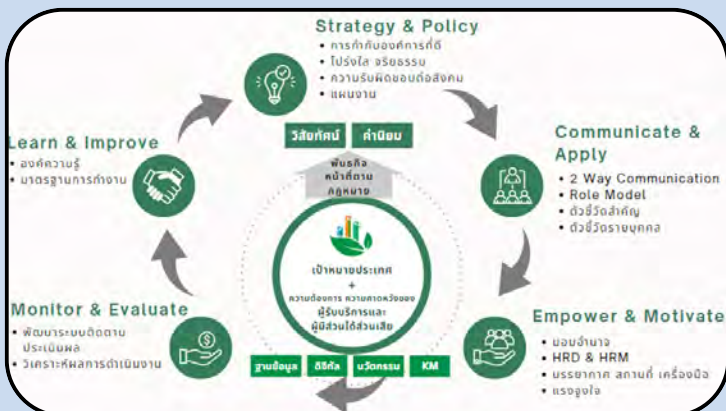 Strategy & Policy
• การกำกับองค์การที่ดี
• โปร่งใส จริยธรรม
• ความรับผิดชอบต่อสังคม
• แผนงาน
วิสัยทัศน์
ค่านิยม
พันธกิจ
หน้าที่ตาม
กฎหมาย
Communicate &
Apply
• 2 Way Communication
• Role Model
• ตัวชี้วัดสำคัญ
• ตัวชี้วัดรายบุคคล
Empower & Motivate
• มอบอำนาจ
• HRD & HRM
• บรรยากาศ สถานที่ เครื่องมือ
• แรงจูงใจ
เป้าหมายประเทศ
+
ความต้องการ ความคาดหวังของ
ผู้รับบริการและ
ผู้มีส่วนได้ส่วนเสีย
ฐานข้อมูล
ดิจิทัล
นวัตกรรม
KM
Monitor & Evaluate
• พัฒนาระบบติดตาม
ประเมินผล
• วิเคราะห์ผลการดำเนินงาน
Learn & Improve
• องค์ความรู้
• มาตรฐานการทำงาน